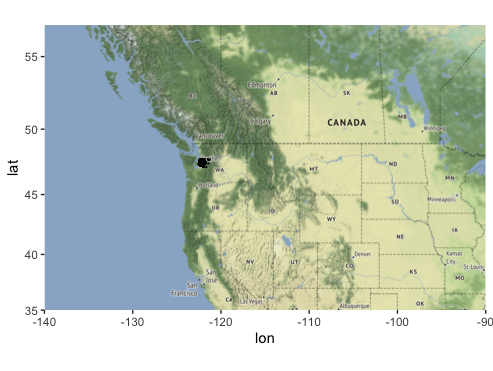 55
50
45
40
35
lat
-140
-130
-120
-110
-100
-90
lon
Edmonton
AB
SK
Calgary
CANADA
MB
Winnipeg
Vancouver
WA
Portland
MT
ND
MN
Minneapolis
OR
ID
SD
WY
IA
NE
NV
UT
Denver
CO
Kansas
City
St. Louis
KS
MO
San
Francisco
San
Jose
CA
Las Vegas
Albuquerque
OK